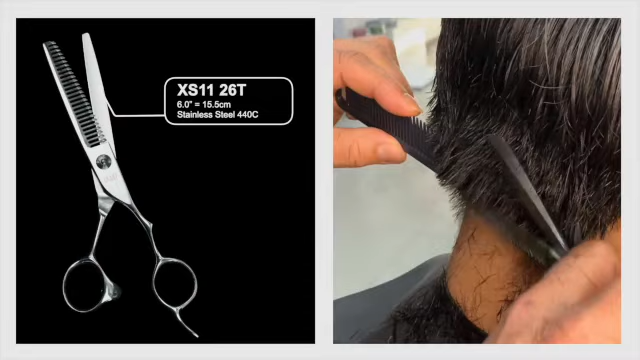 XS11 26T
6.0" = 15.5cm
Stainless Steel 440C